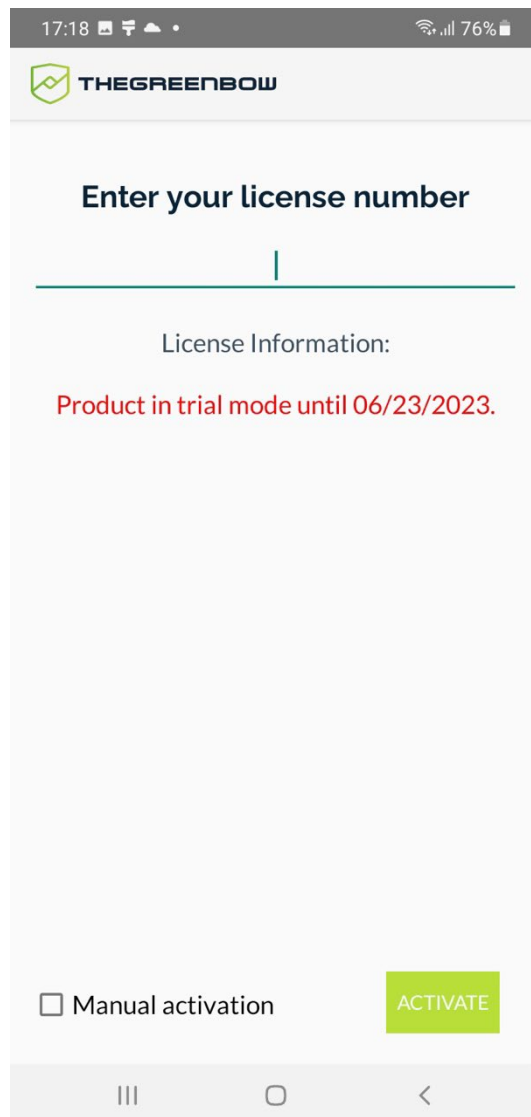 17:18 76%
THEGREENBOW
Enter your license number
License Information:
Product in trial mode until 06/23/2023.
Manual activation
ACTIVATE